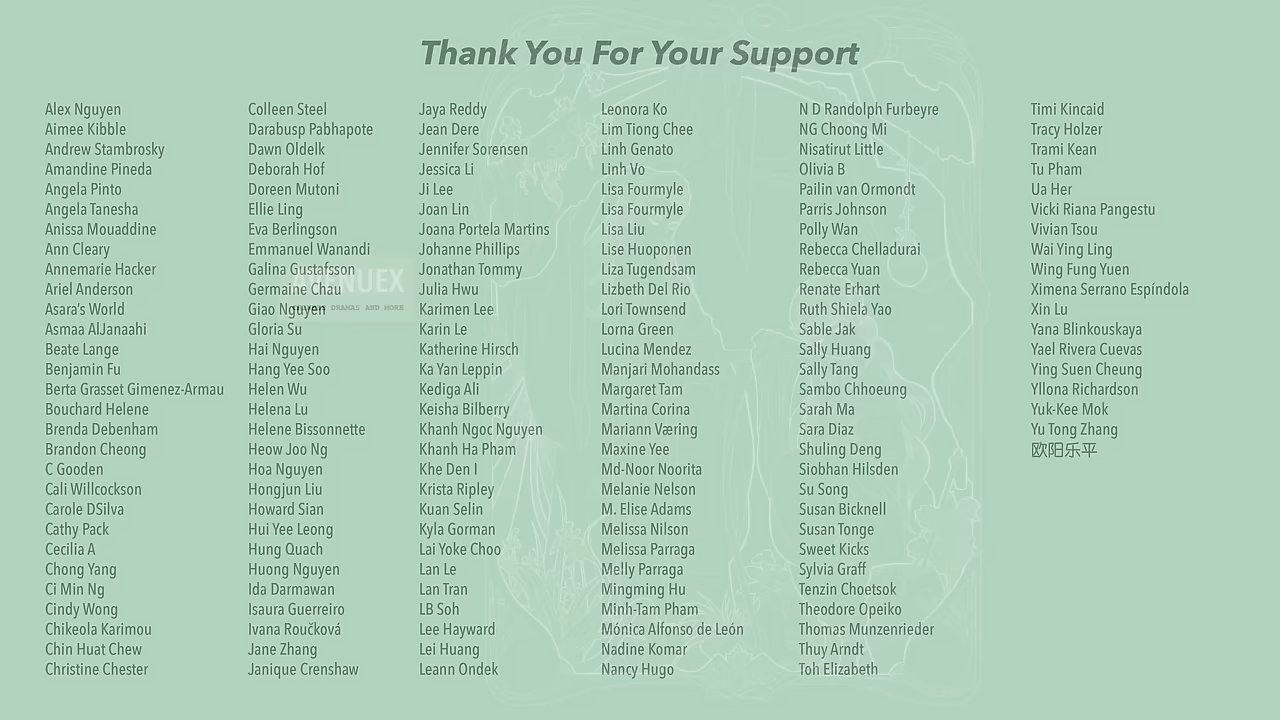 Thank You For Your Support
Alex Nguyen
Aimee Kibble
Andrew Stambrosky
Amandine Pineda
Angela Pinto
Angela Tanesha
Anissa Mouaddine
Ann Cleary
Annemarie Hacker
Ariel Anderson
Asara's World
Asmaa AlJanaahi
Beate Lange
Benjamin Fu
Berta Grasset Gimenez-Armau
Bouchard Helene
Brenda Debenham
Brandon Cheong
C Gooden
Cali Willcockson
Carole DSilva
Cathy Pack
Cecilia A
Chong Yang
Ci Min Ng
Cindy Wong
Chikeola Karimou
Chin Huat Chew
Christine Chester
Colleen Steel
Darabusp Pabhapote
Dawn Oldelk
Deborah Hof
Doreen Mutoni
Ellie Ling
Eva Berlingson
Emmanuel Wanandi
Galina Gustafsson
Germaine Chau
Giao Nguyen
Gloria Su
Hai Nguyen
Hang Yee Soo
Helen Wu
Helena Lu
Helene Bissonnette
Heow Joo Ng
Hoa Nguyen
Hongjun Liu
Howard Sian
Hui Yee Leong
Hung Quach
Huong Nguyen
Ida Darmawan
Isaura Guerreiro
Ivana Roučková
Jane Zhang
Janique Crenshaw
AVENUEX
DRAMAS AND MORE
Jaya Reddy
Jean Dere
Jennifer Sorensen
Jessica Li
Ji Lee
Joan Lin
Joana Portela Martins
Johanne Phillips
Jonathan Tommy
Julia Hwu
Karimen Lee
Karin Le
Katherine Hirsch
Ka Yan Leppin
Kediga Ali
Keisha Bilberry
Khanh Ngoc Nguyen
Khanh Ha Pham
Khe Den I
Krista Ripley
Kuan Selin
Kyla Gorman
Lai Yoke Choo
Lan Le
Lan Tran
LB Soh
Lee Hayward
Lei Huang
Leann Ondek
Leonora Ko
Lim Tiong Chee
Linh Genato
Linh Vo
Lisa Fourmyle
Lisa Fourmyle
Lisa Liu
Lise Huoponen
Liza Tugendsam
Lizbeth Del Rio
Lori Townsend
Lorna Green
Lucina Mendez
Manjari Mohandass
Margaret Tam
Martina Corina
Mariann Væring
Maxine Yee
Md-Noor Noorita
Melanie Nelson
M. Elise Adams
Melissa Nilson
Melissa Parraga
Melly Parraga
Mingming Hu
Minh-Tam Pham
Mónica Alfonso de León
Nadine Komar
Nancy Hugo
N D Randolph Furbeyre
NG Choong Mi
Nisatirut Little
Olivia B
Pailin van Ormondt
Parris Johnson
Polly Wan
Rebecca Chelladurai
Rebecca Yuan
Renate Erhart
Ruth Shiela Yao
Sable Jak
Sally Huang
Sally Tang
Sambo Chhoeung
Sarah Ma
Sara Diaz
Shuling Deng
Siobhan Hilsden
Su Song
Susan Bicknell
Susan Tonge
Sweet Kicks
Sylvia Graff
Tenzin Choetsok
Theodore Opeiko
Thomas Munzenrieder
Thuy Arndt
Toh Elizabeth
Timi Kincaid
Tracy Holzer
Trami Kean
Tu Pham
Ua Her
Vicki Riana Pangestu
Vivian Tsou
Wai Ying Ling
Wing Fung Yuen
Ximena Serrano Espíndola
Xin Lu
Yana Blinkouskaya
Yael Rivera Cuevas
Ying Suen Cheung
Yllona Richardson
Yuk-Kee Mok
Yu Tong Zhang
欧阳乐平